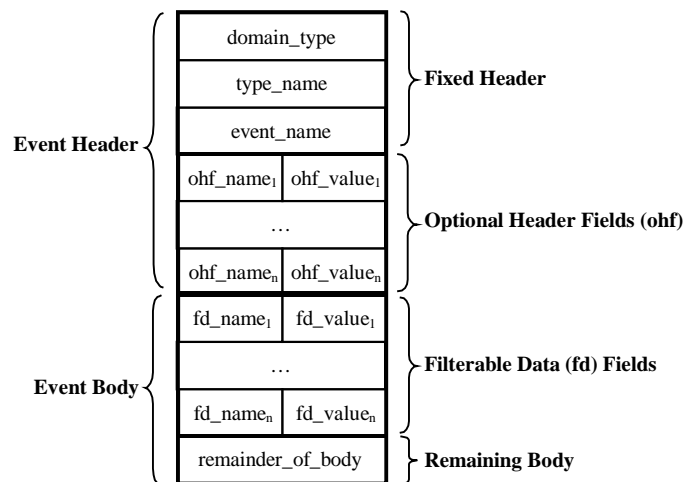 domain_type
Fixed Header
type_name
event_name
Event Header
ohf_name₁ ohf_value₁
… Optional Header Fields (ohf)
ohf_nameₙ ohf_valueₙ
fd_name₁ fd_value₁
… Filterable Data (fd) Fields
Event Body
fd_nameₙ fd_valueₙ
remainder_of_body Remaining Body